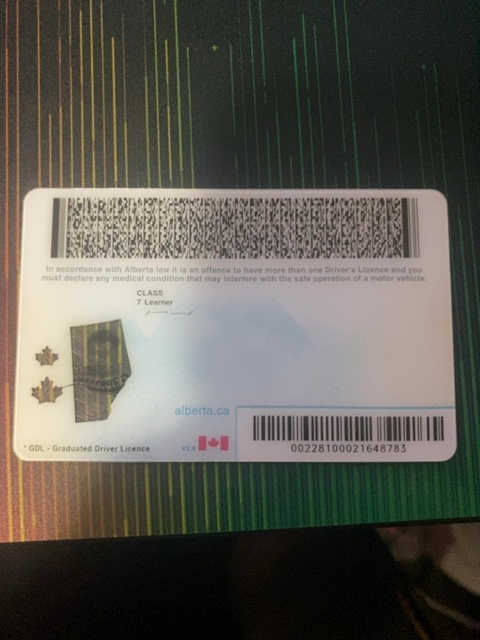 In accordance with Alberta law it is an offence to have more than one Driver's Licence and you
must declare any medical condition that may interfere with the safe operation of a motor vehicle.
CLASS
7 Learner
alberta.ca
* GDL - Graduated Driver Licence
V3.0
00228100021648783